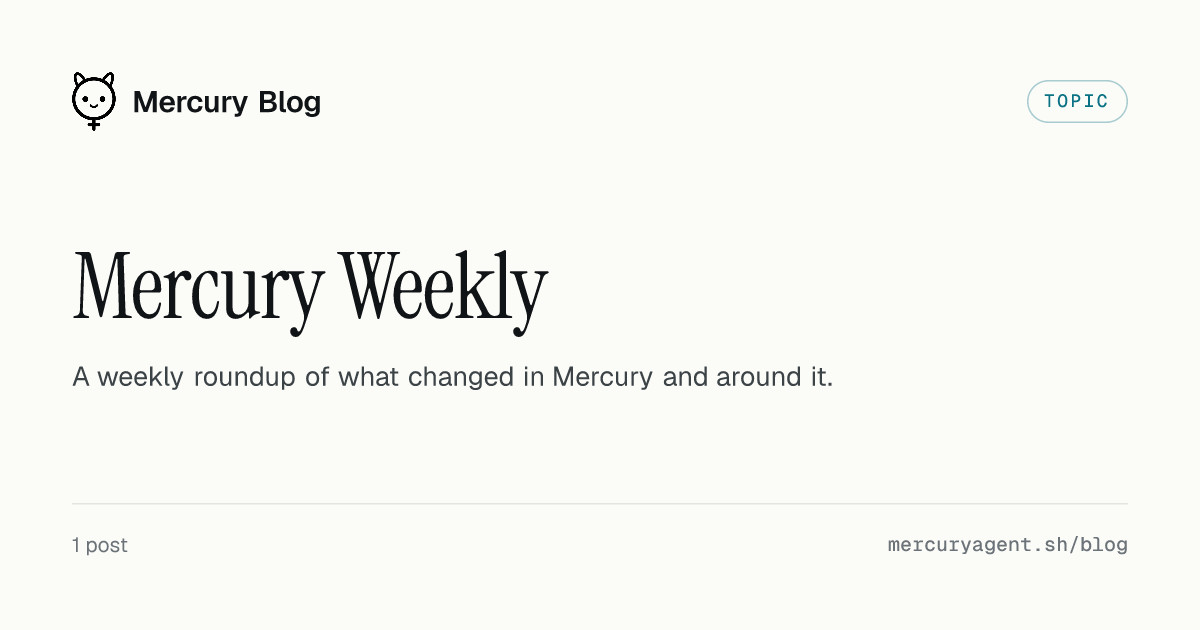 Mercury Blog
TOPIC
Mercury Weekly
A weekly roundup of what changed in Mercury and around it.
1 post
mercuryagent.sh/blog